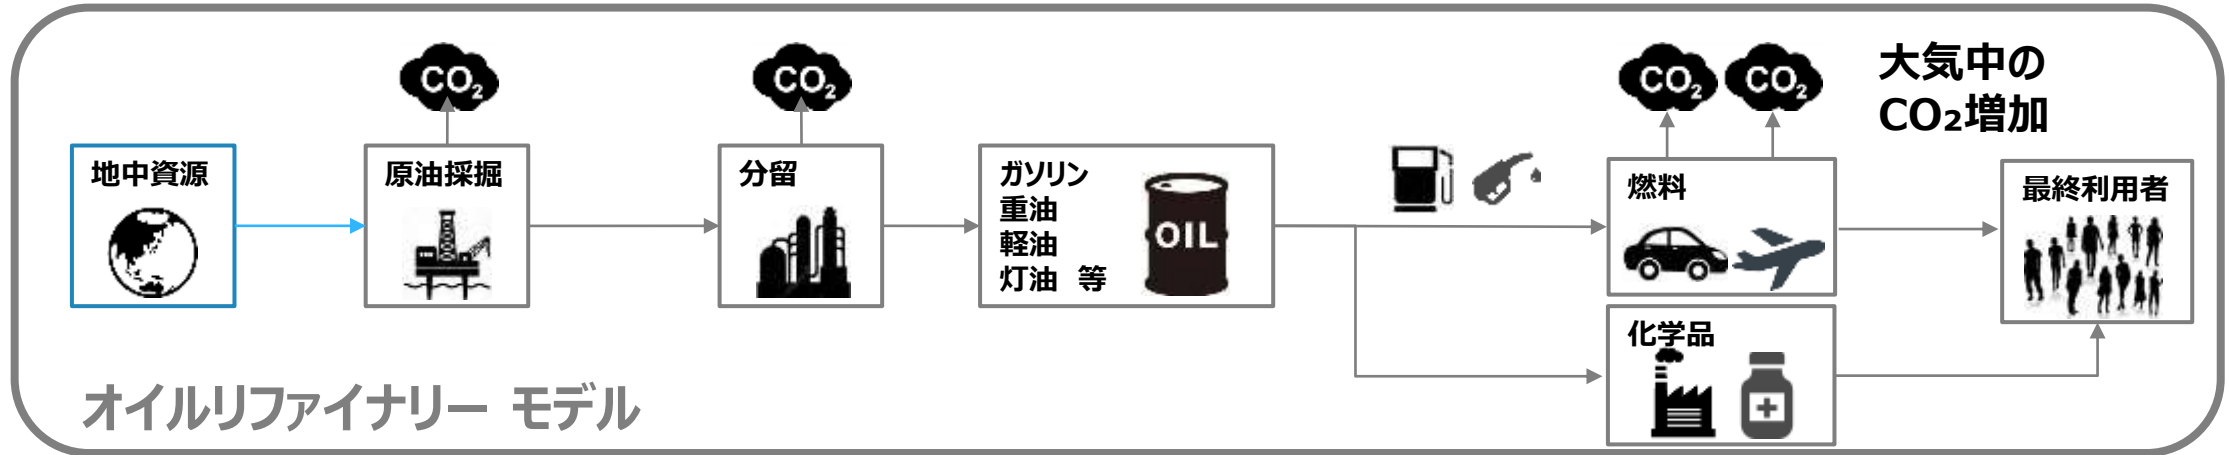 CO₂
CO₂
CO₂
CO₂
大気中の
CO₂増加
地中資源
原油採掘
分留
ガソリン
重油
軽油
灯油 等
OIL
燃料
最終利用者
化学品
オイルリファイナリー モデル